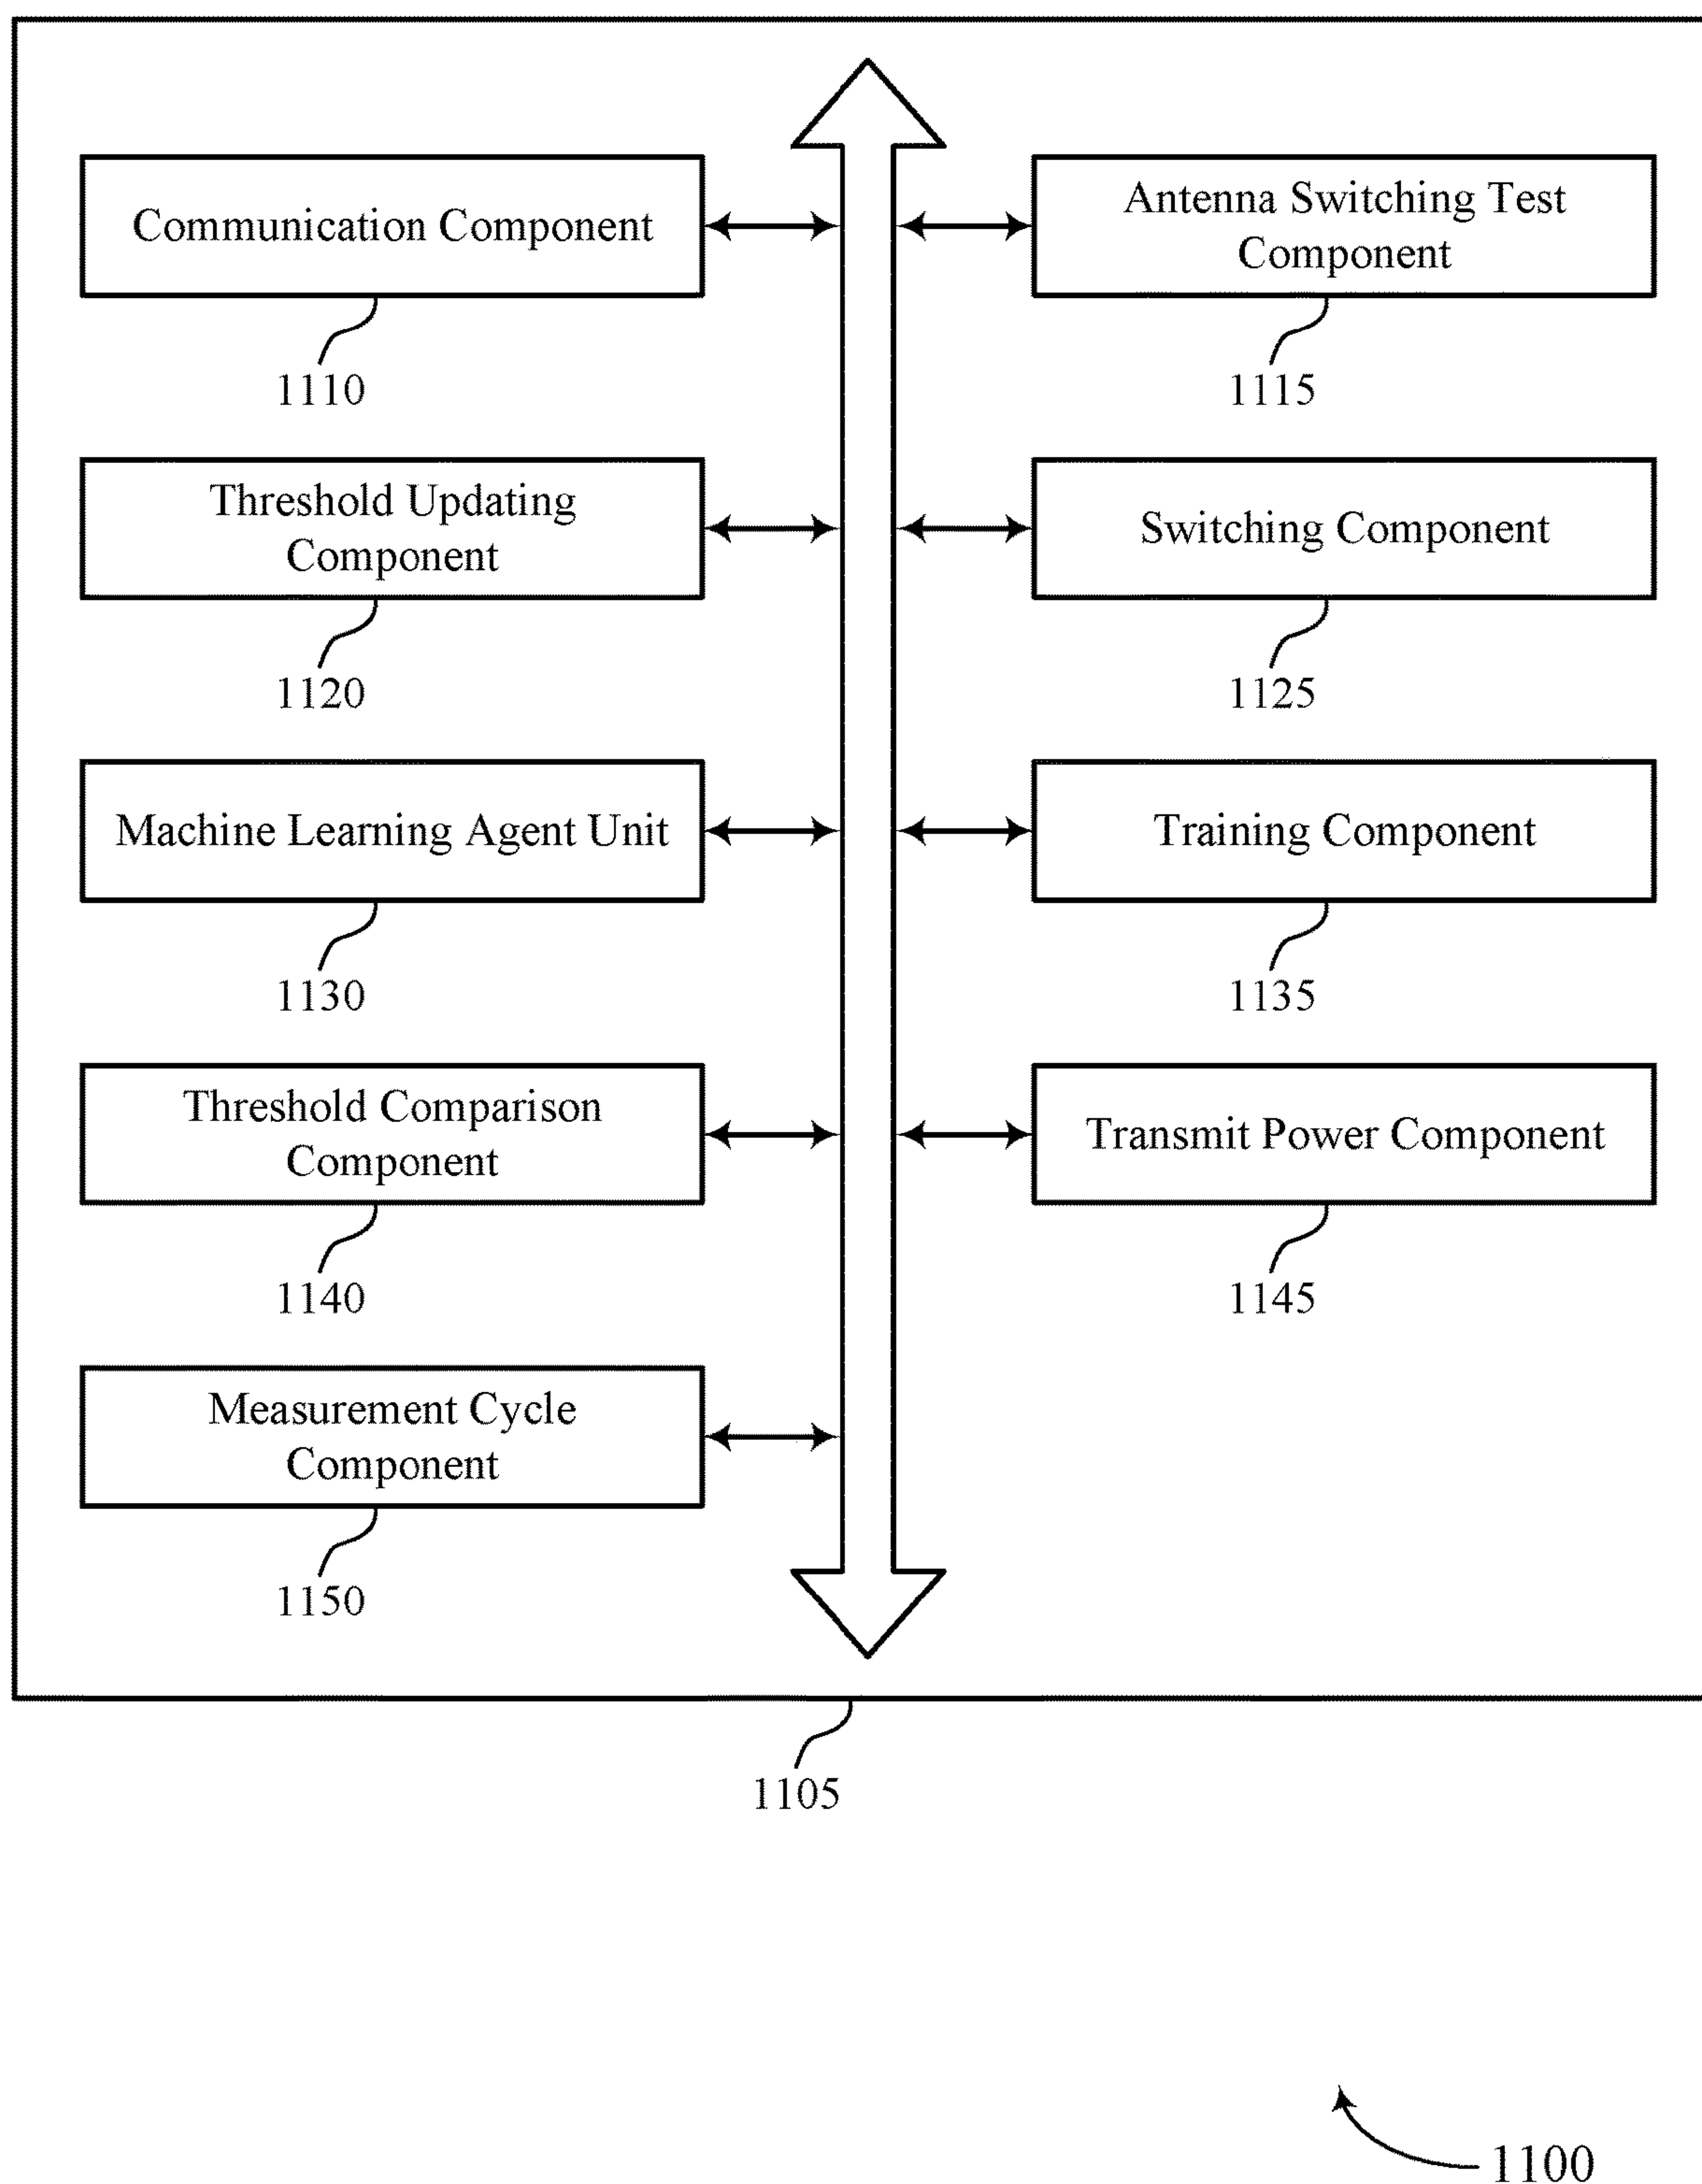 Communication Component
1110
Antenna Switching Test
Component
1115
Threshold Updating
Component
1120
Switching Component
1125
Machine Learning Agent Unit
1130
Training Component
1135
Threshold Comparison
Component
1140
Transmit Power Component
1145
Measurement Cycle
Component
1150
1105
1100